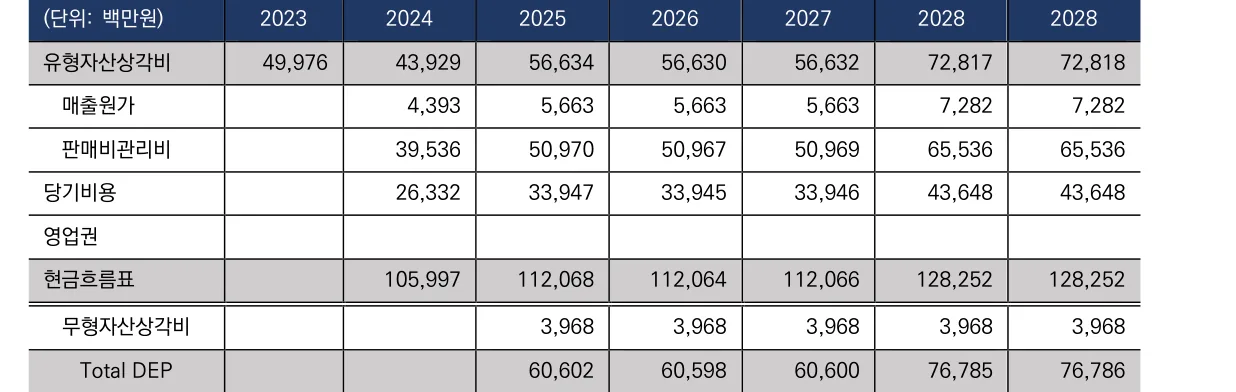 (단위: 백만원) 2023 2024 2025 2026 2027 2028 2028
유형자산상각비 49,976 43,929 56,634 56,630 56,632 72,817 72,818
매출원가 4,393 5,663 5,663 5,663 7,282 7,282
판매비관리비 39,536 50,970 50,967 50,969 65,536 65,536
당기비용 26,332 33,947 33,945 33,946 43,648 43,648
영업권
현금흐름표 105,997 112,068 112,064 112,066 128,252 128,252
무형자산상각비 3,968 3,968 3,968 3,968 3,968
Total DEP 60,602 60,598 60,600 76,785 76,786